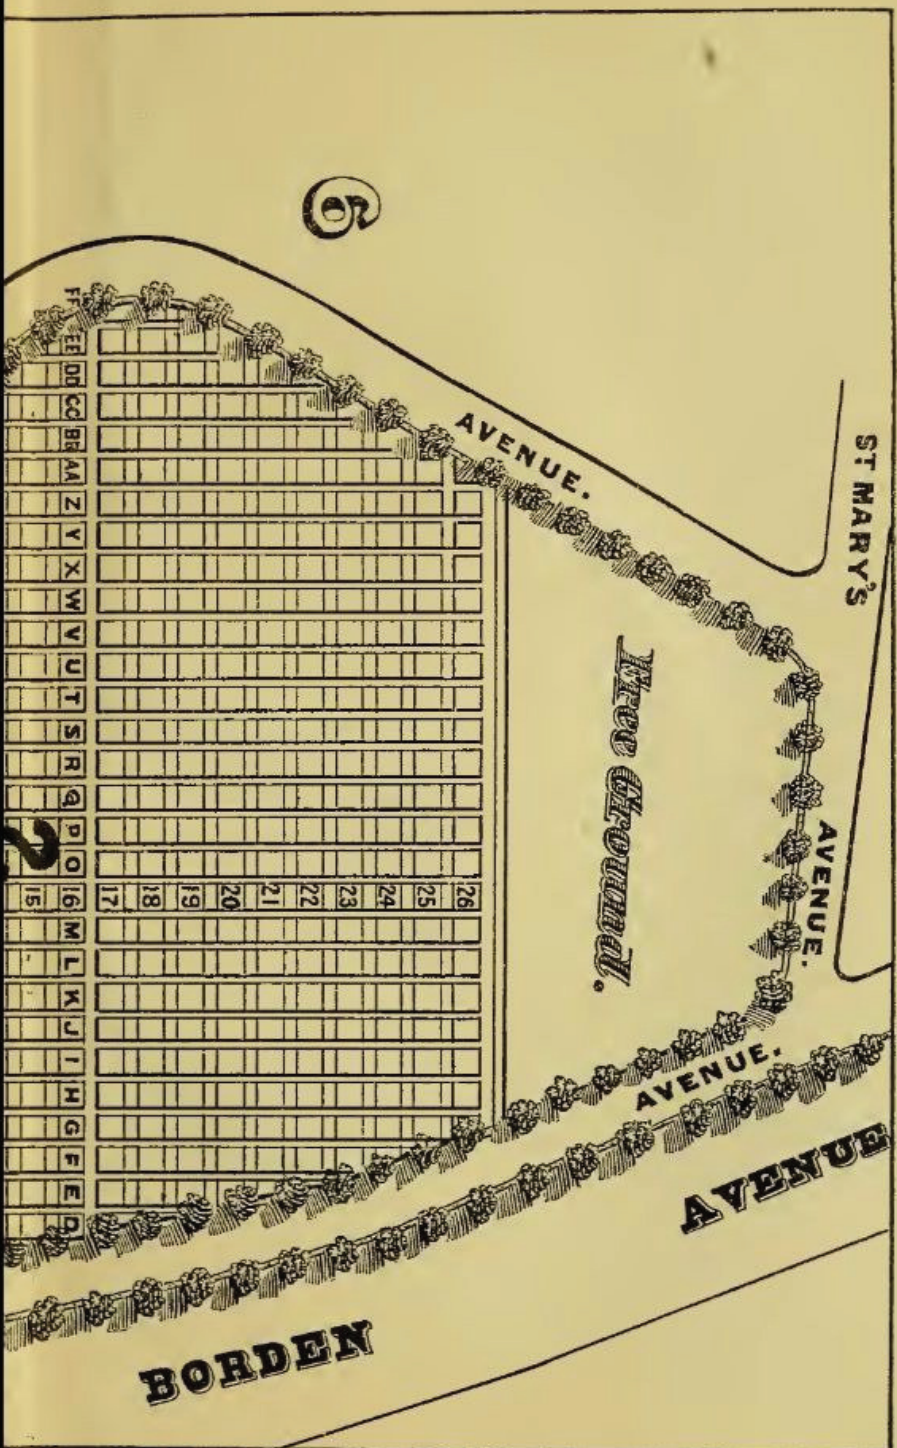 6
AVENUE.
ST MARY'S
AVENUE.
Free Ground.
AVENUE.
BORDEN AVENUE
2
FF
EE
DD
CC
BB
AA
Z
Y
X
W
V
U
T
S
R
Q
P
O
15 16 17 18 19 20 21 22 23 24 25 26
M
L
K
J
I
H
G
F
E
D